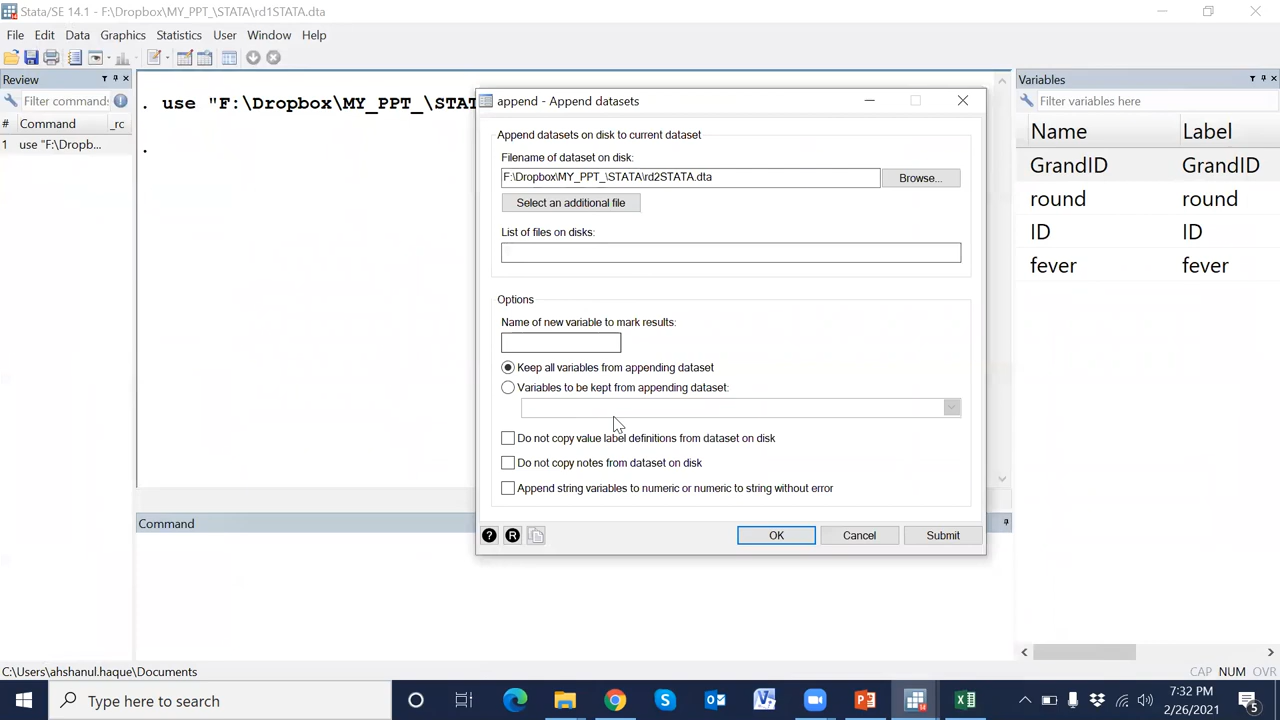 Stata/SE 14.1 - F:\Dropbox\MY_PPT_\STATA\rd1STATA.dta
File Edit Data Graphics Statistics User Window Help
Review
Filter commands
# Command _rc
1 use "F:\Dropb...
. use "F:\Dropbox\MY_PPT_\STAT
.
append - Append datasets
Append datasets on disk to current dataset
Filename of dataset on disk:
F:\Dropbox\MY_PPT_\STATA\rd2STATA.dta
Browse...
Select an additional file
List of files on disks:
Options
Name of new variable to mark results:
Keep all variables from appending dataset
Variables to be kept from appending dataset:
Do not copy value label definitions from dataset on disk
Do not copy notes from dataset on disk
Append string variables to numeric or numeric to string without error
? R
OK Cancel Submit
Command
Variables
Filter variables here
Name Label
GrandID GrandID
round round
ID ID
fever fever
C:\Users\ahshanul.haque\Documents
CAP NUM OVR
Type here to search
7:32 PM
2/26/2021
5